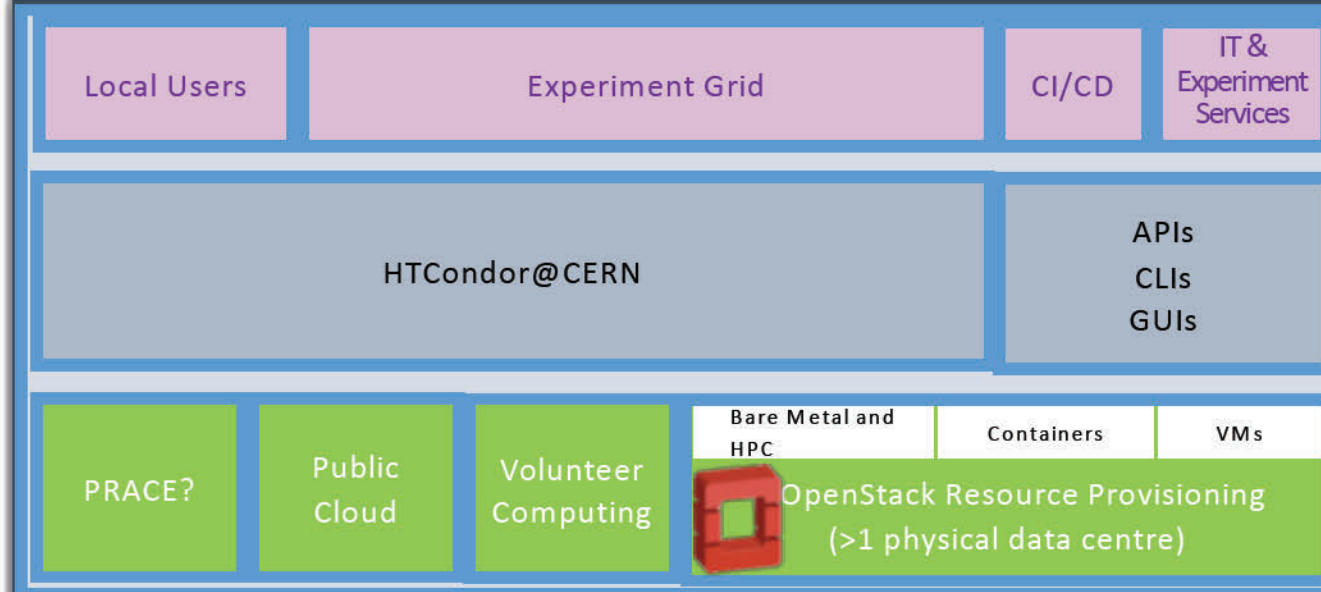 Local Users
Experiment Grid
CI/CD
IT &
Experiment
Services
HTCondor@CERN
APIs
CLIs
GUIs
PRACE?
Public
Cloud
Volunteer
Computing
Bare Metal and
HPC
Containers
VMs
OpenStack Resource Provisioning
(>1 physical data centre)